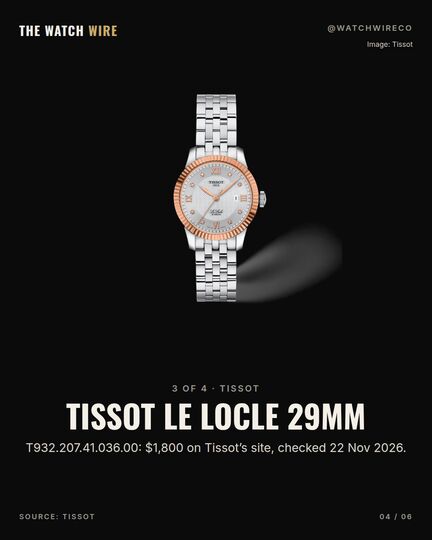 THE WATCH WIRE
@WATCHWIRECO
Image: Tissot
TISSOT
3 OF 4 · TISSOT
TISSOT LE LOCLE 29MM
T932.207.41.036.00: $1,800 on Tissot’s site, checked 22 Nov 2026.
SOURCE: TISSOT
04 / 06